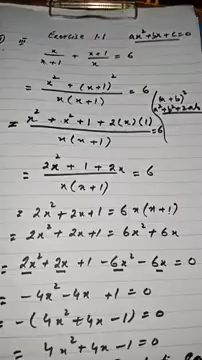 iii Exercise 1.1 ax²+bx+c=0
x/(x+1) + (x+1)/x = 6
= (x² + (x+1)²)/(x(x+1)) = 6
(a+b)²
a²+b²+2ab
= (x² + x² + 1 + 2(x)(1))/(x(x+1)) = 6
= (2x² + 1 + 2x)/(x(x+1)) = 6
= 2x² + 2x + 1 = 6x(x+1)
= 2x² + 2x + 1 = 6x² + 6x
= 2x² + 2x + 1 - 6x² - 6x = 0
= -4x² - 4x + 1 = 0
= -(4x² + 4x - 1) = 0
= 4x² + 4x - 1 = 0